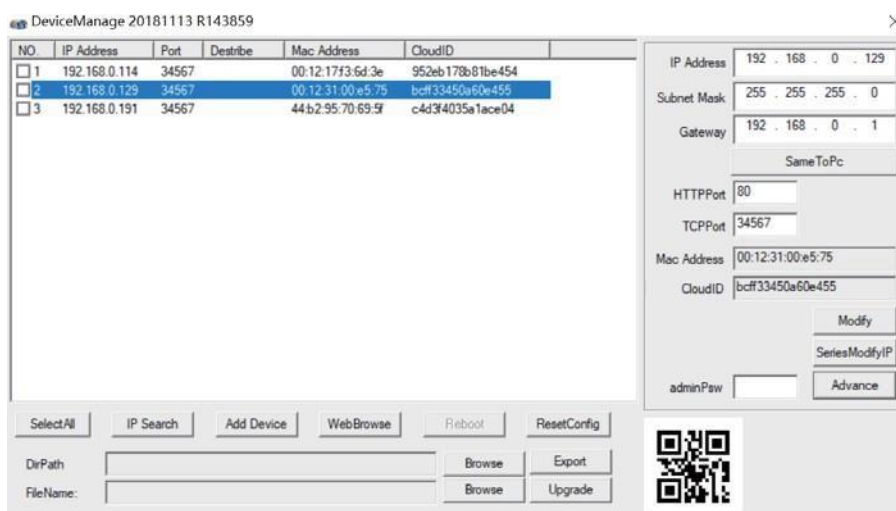 DeviceManage 20181113 R143859
NO. IP Address Port Destribe Mac Address CloudID
1 192.168.0.114 34567 00:12:17:f3:6d:3e 952eb178b81be454
2 192.168.0.129 34567 00:12:31:00:e5:75 bcff33450a60e455
3 192.168.0.191 34567 44:b2:95:70:69:5f c4d3f4035a1ace04
IP Address 192 . 168 . 0 . 129
Subnet Mask 255 . 255 . 255 . 0
Gateway 192 . 168 . 0 . 1
SameToPc
HTTPPort 80
TCPPort 34567
Mac Address 00:12:31:00:e5:75
CloudID bcff33450a60e455
Modify
SeriesModifyIP
adminPsw Advance
SelectAll IP Search Add Device WebBrowse Reboot ResetConfig
DirPath Browse Export
FileName: Browse Upgrade